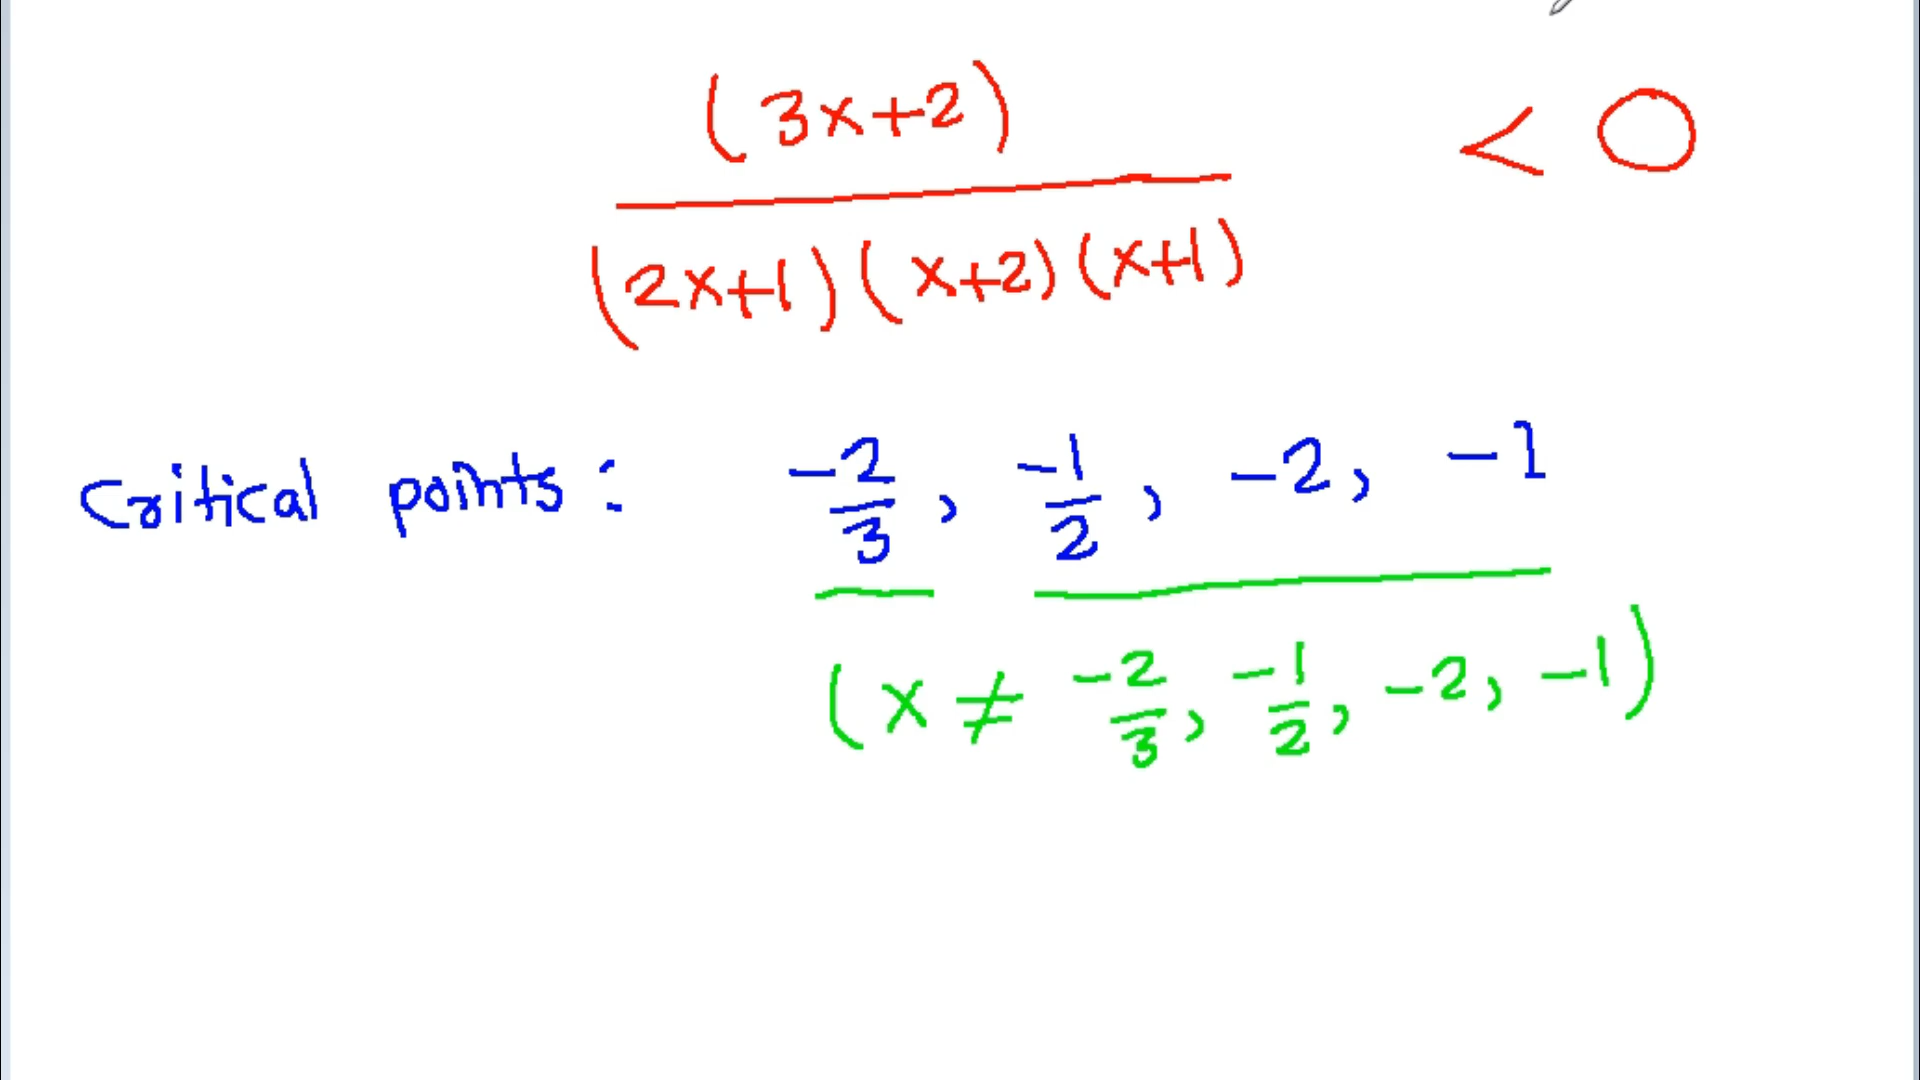 (3x+2)
< 0
(2x+1)(x+2)(x+1)
Critical points: -2/3, -1/2, -2, -1
(x ≠ -2/3, -1/2, -2, -1)